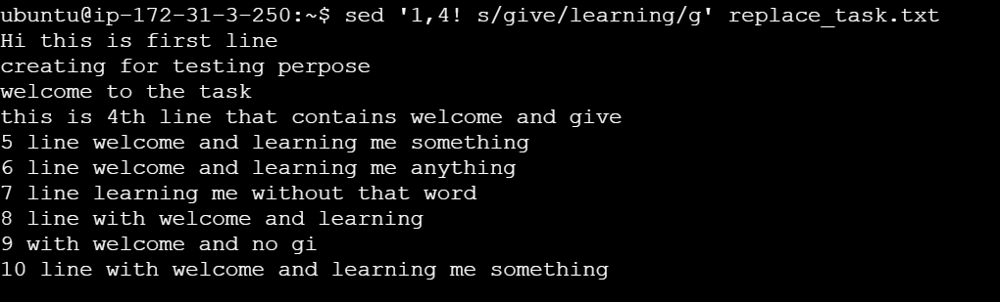 ubuntu@ip-172-31-3-250:~$ sed '1,4! s/give/learning/g' replace_task.txt
Hi this is first line
creating for testing perpose
welcome to the task
this is 4th line that contains welcome and give
5 line welcome and learning me something
6 line welcome and learning me anything
7 line learning me without that word
8 line with welcome and learning
9 with welcome and no gi
10 line with welcome and learning me something